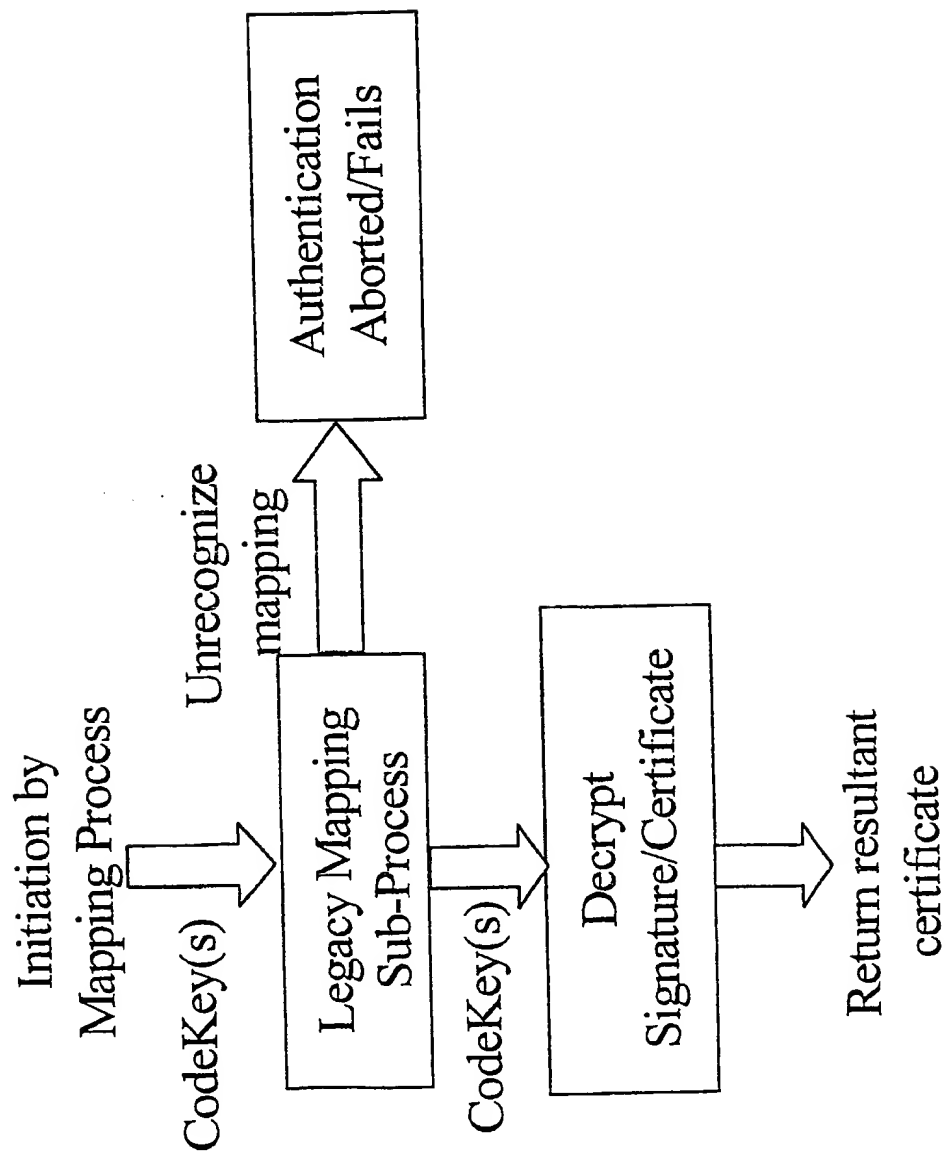 Initiation by
Mapping Process
CodeKey(s)
Legacy Mapping
Sub-Process
Unrecognize
mapping
Authentication
Aborted/Fails
CodeKey(s)
Decrypt
Signature/Certificate
Return resultant
certificate